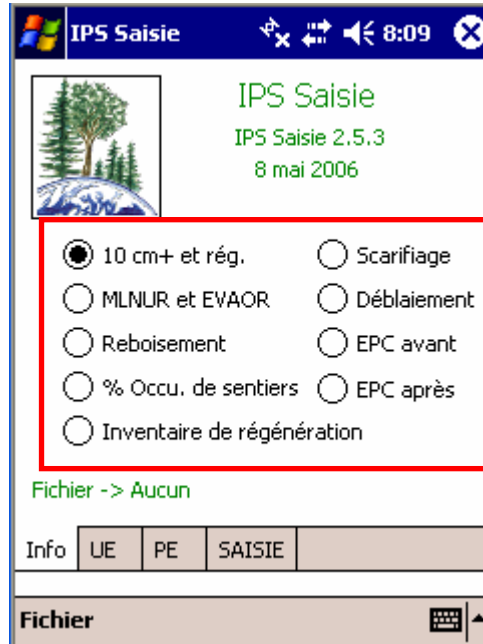 IPS Saisie 8:09
IPS Saisie
IPS Saisie 2.5.3
8 mai 2006
10 cm+ et rég. Scarifiage
MLNUR et EVAOR Déblaiement
Reboisement EPC avant
% Occu. de sentiers EPC après
Inventaire de régénération
Fichier -> Aucun
Info UE PE SAISIE
Fichier